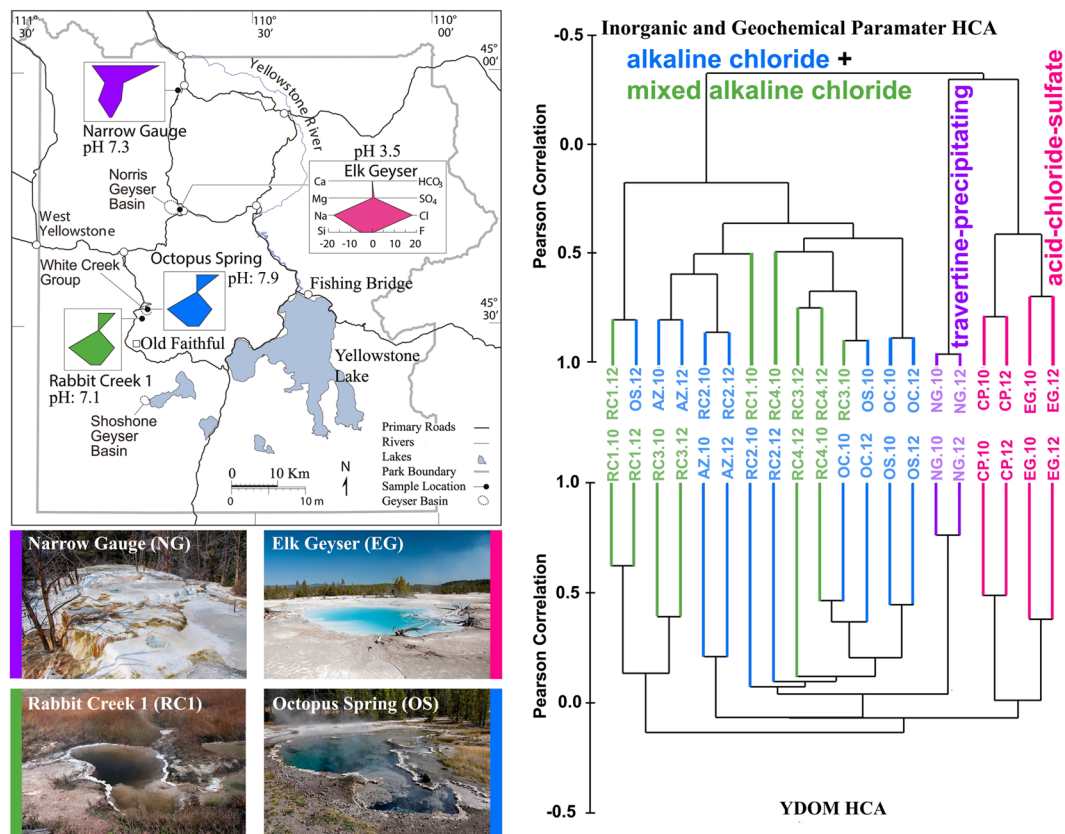 111°
30'
110°
30'
110°
00'
45°
00'
Yellowstone River
Narrow Gauge
pH 7.3
pH 3.5
Elk Geyser
Ca
HCO3
Mg
SO4
Na
Cl
Si
F
-20 -10 0 10 20
Norris
Geyser
Basin
West
Yellowstone
White Creek
Group
Octopus Spring
pH: 7.9
Fishing Bridge
45°
30'
Old Faithful
Rabbit Creek 1
pH: 7.1
Yellowstone
Lake
Shoshone
Geyser
Basin
0 10 Km
0 10 Mi
N
Primary Roads
Rivers
Lakes
Park Boundary
Sample Location
Geyser Basin
Narrow Gauge (NG)
Elk Geyser (EG)
Rabbit Creek 1 (RC1)
Octopus Spring (OS)
Inorganic and Geochemical Paramater HCA
alkaline chloride +
mixed alkaline chloride
travertine-precipitating
acid-chloride-sulfate
Pearson Correlation
-0.5
0.0
0.5
1.0
RC1.12
OS.12
AZ.10
AZ.12
RC2.10
RC2.12
RC1.10
RC4.10
RC3.12
RC4.12
RC3.10
OS.10
OC.10
OC.12
NG.10
NG.12
CP.10
CP.12
EG.10
EG.12
RC1.10
RC1.12
RC3.10
RC3.12
AZ.10
AZ.12
RC2.10
RC2.12
RC4.12
RC4.10
OC.10
OC.12
OS.10
OS.12
NG.10
NG.12
CP.10
CP.12
EG.10
EG.12
Pearson Correlation
1.0
0.5
0.0
-0.5
YDOM HCA